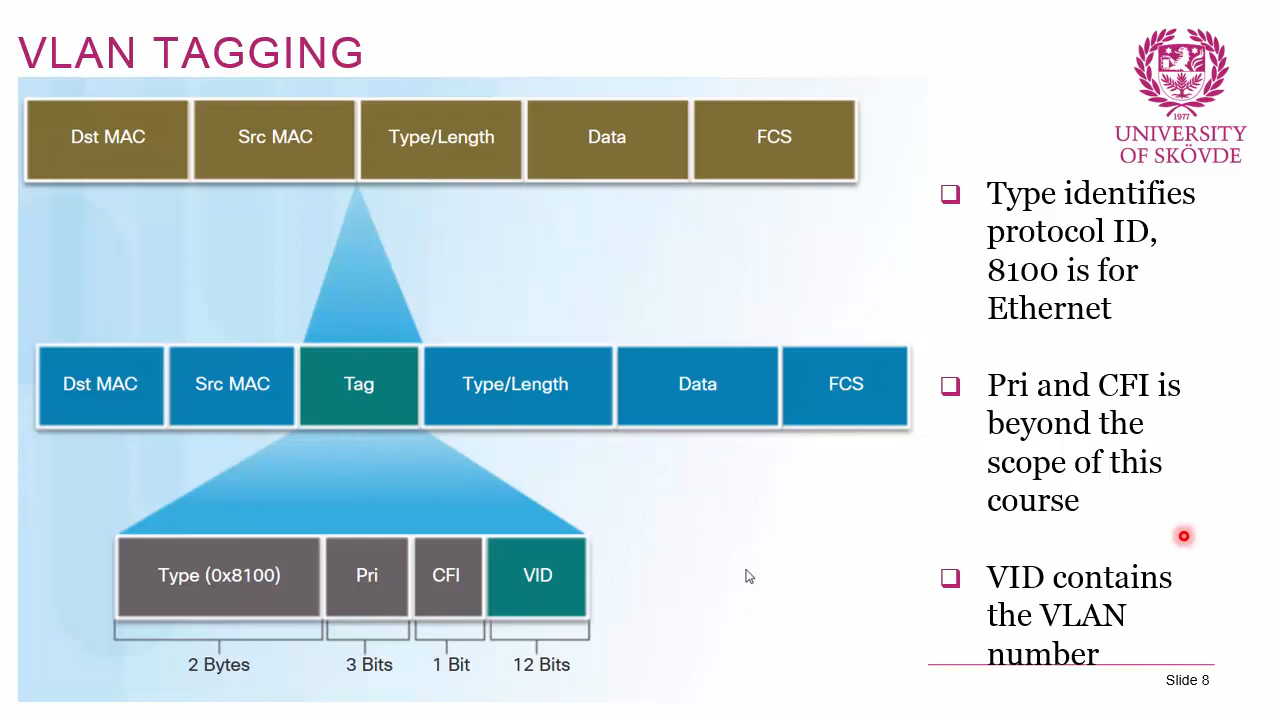 VLAN TAGGING
Dst MAC
Src MAC
Type/Length
Data
FCS
Dst MAC
Src MAC
Tag
Type/Length
Data
FCS
Type (0x8100)
Pri
CFI
VID
2 Bytes
3 Bits
1 Bit
12 Bits
1977
UNIVERSITY
OF SKÖVDE
Type identifies
protocol ID,
8100 is for
Ethernet
Pri and CFI is
beyond the
scope of this
course
VID contains
the VLAN
number
Slide 8